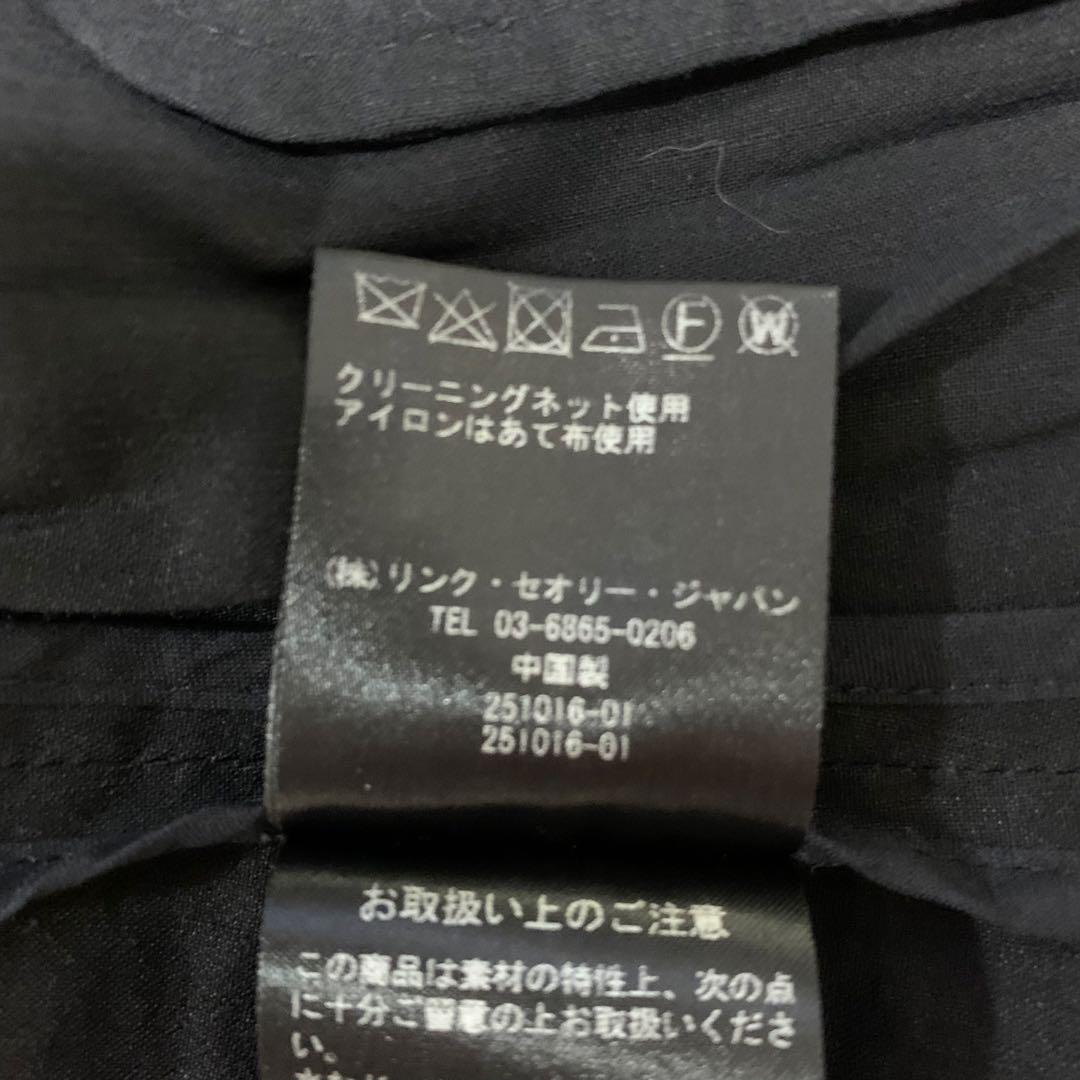 F W
クリーニングネット使用
アイロンはあて布使用
(株)リンク・セオリー・ジャパン
TEL 03-6865-0206
中国製
251016-01
251016-01
お取扱い上のご注意
この商品は素材の特性上、次の点
に十分ご留意の上お取扱いくださ
い。